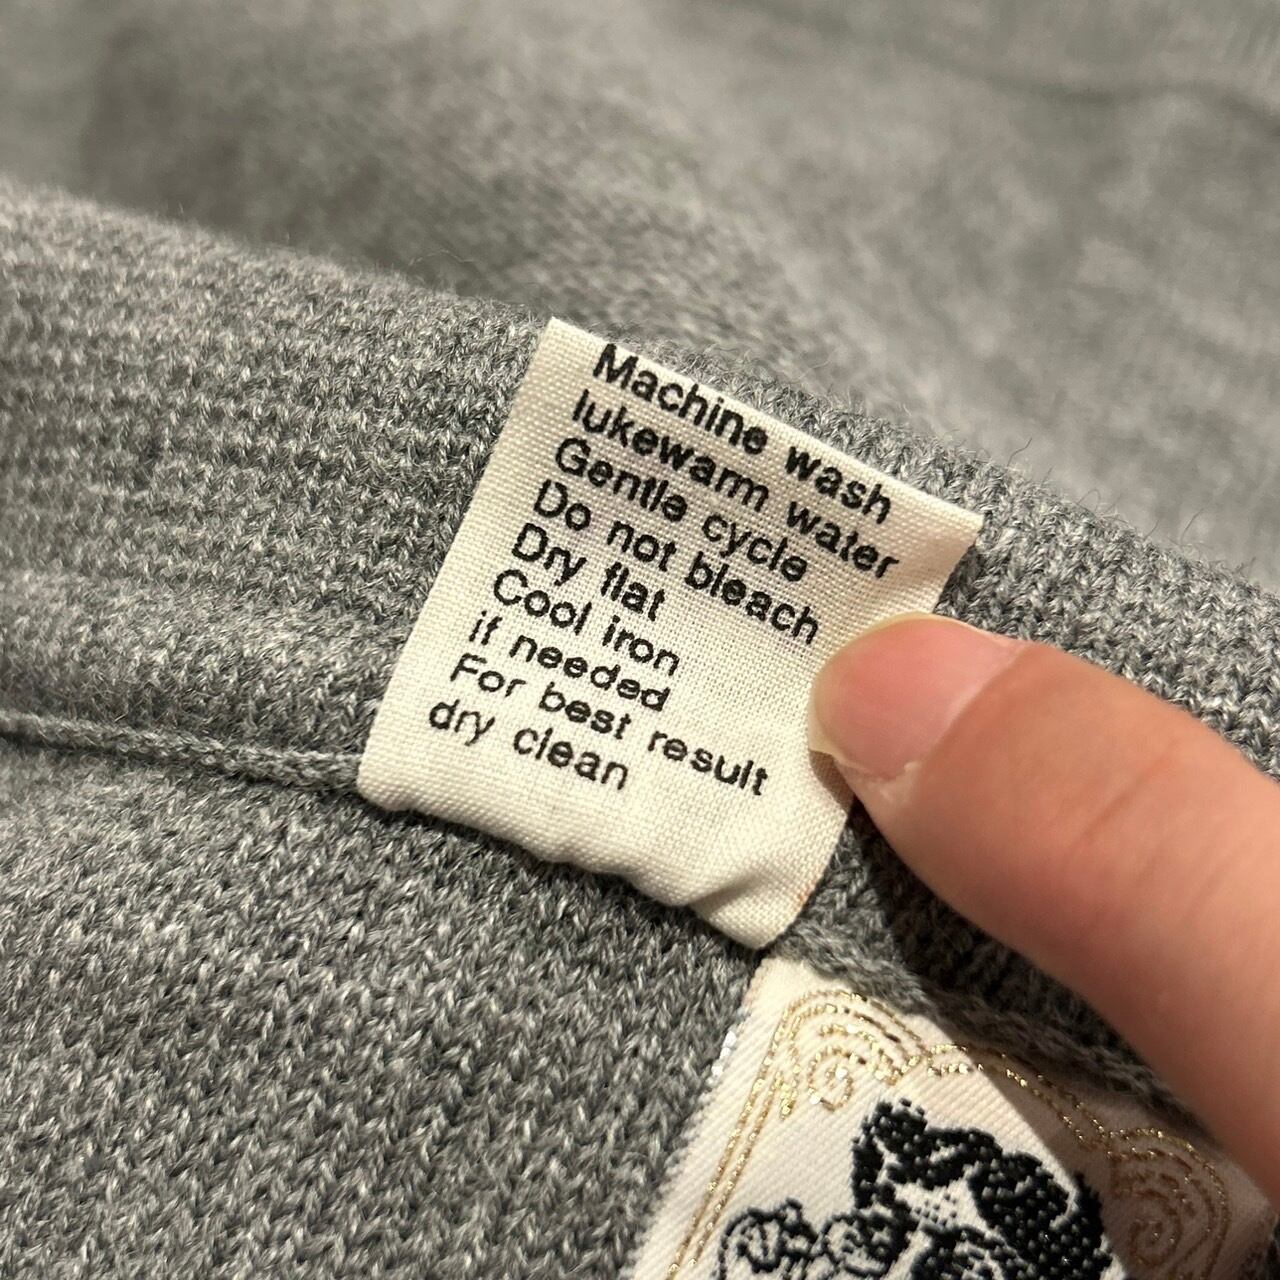 Machine wash
lukewarm water
Gentle cycle
Do not bleach
Dry flat
Cool iron
if needed
For best result
dry clean